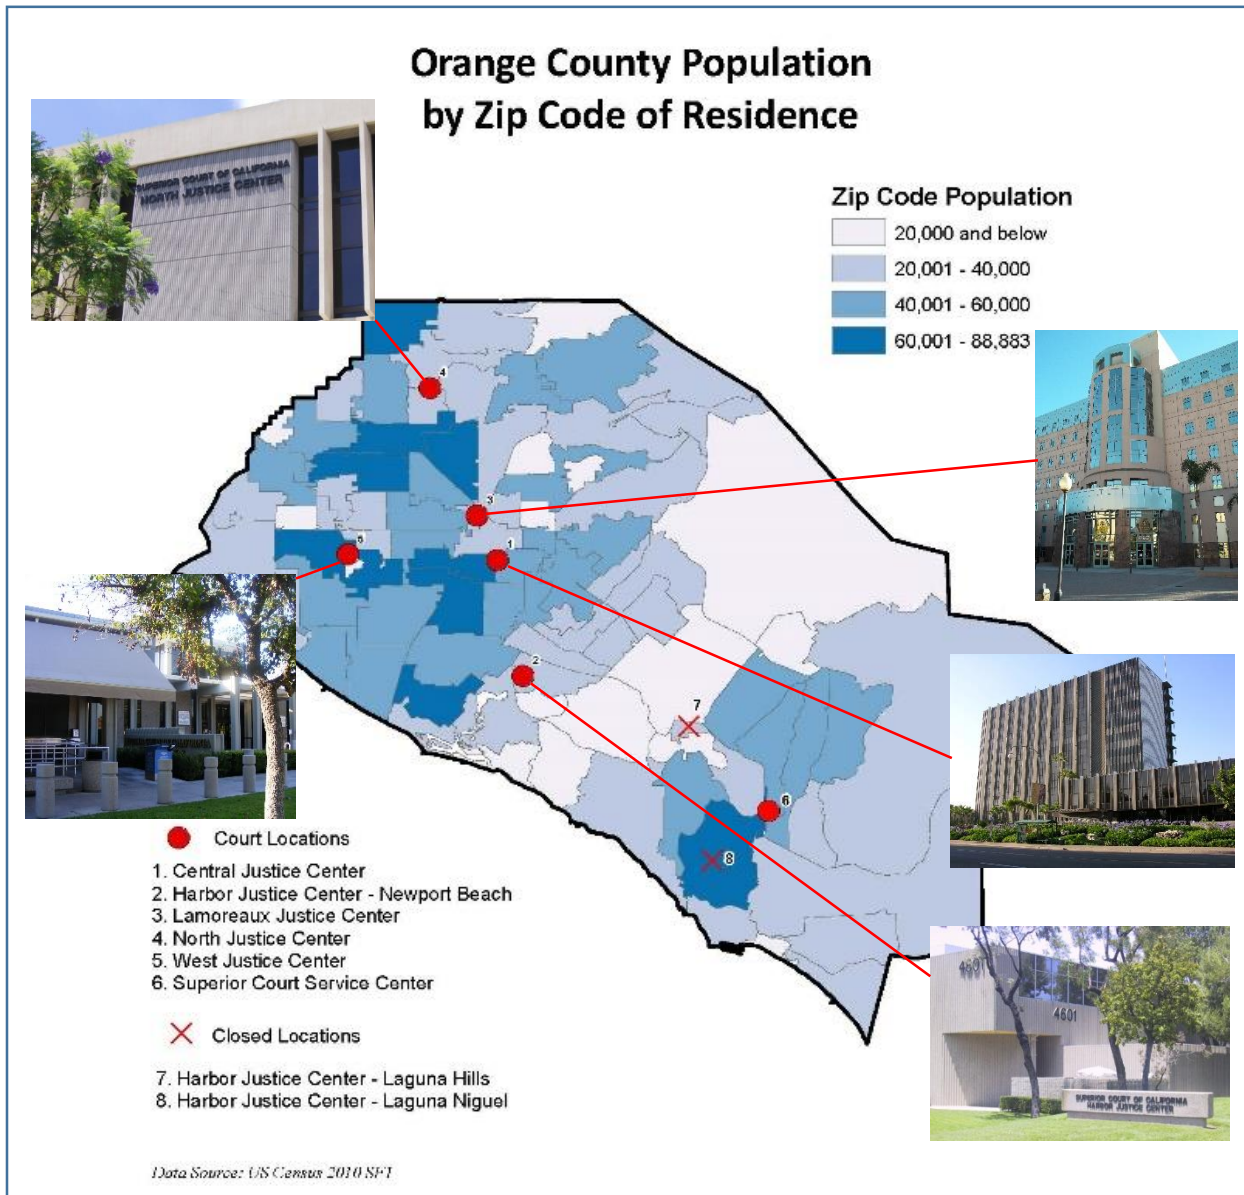 Orange County Population
by Zip Code of Residence
SUPERIOR COURT OF CALIFORNIA
NORTH JUSTICE CENTER
Zip Code Population
20,000 and below
20,001 - 40,000
40,001 - 60,000
60,001 - 88,883
4
3
5
1
2
7
6
8
Court Locations
1. Central Justice Center
2. Harbor Justice Center - Newport Beach
3. Lamoreaux Justice Center
4. North Justice Center
5. West Justice Center
6. Superior Court Service Center
4601
4601
SUPERIOR COURT OF CALIFORNIA
HARBOR JUSTICE CENTER
Closed Locations
7. Harbor Justice Center - Laguna Hills
8. Harbor Justice Center - Laguna Niguel
Data Source: US Census 2010 SF1